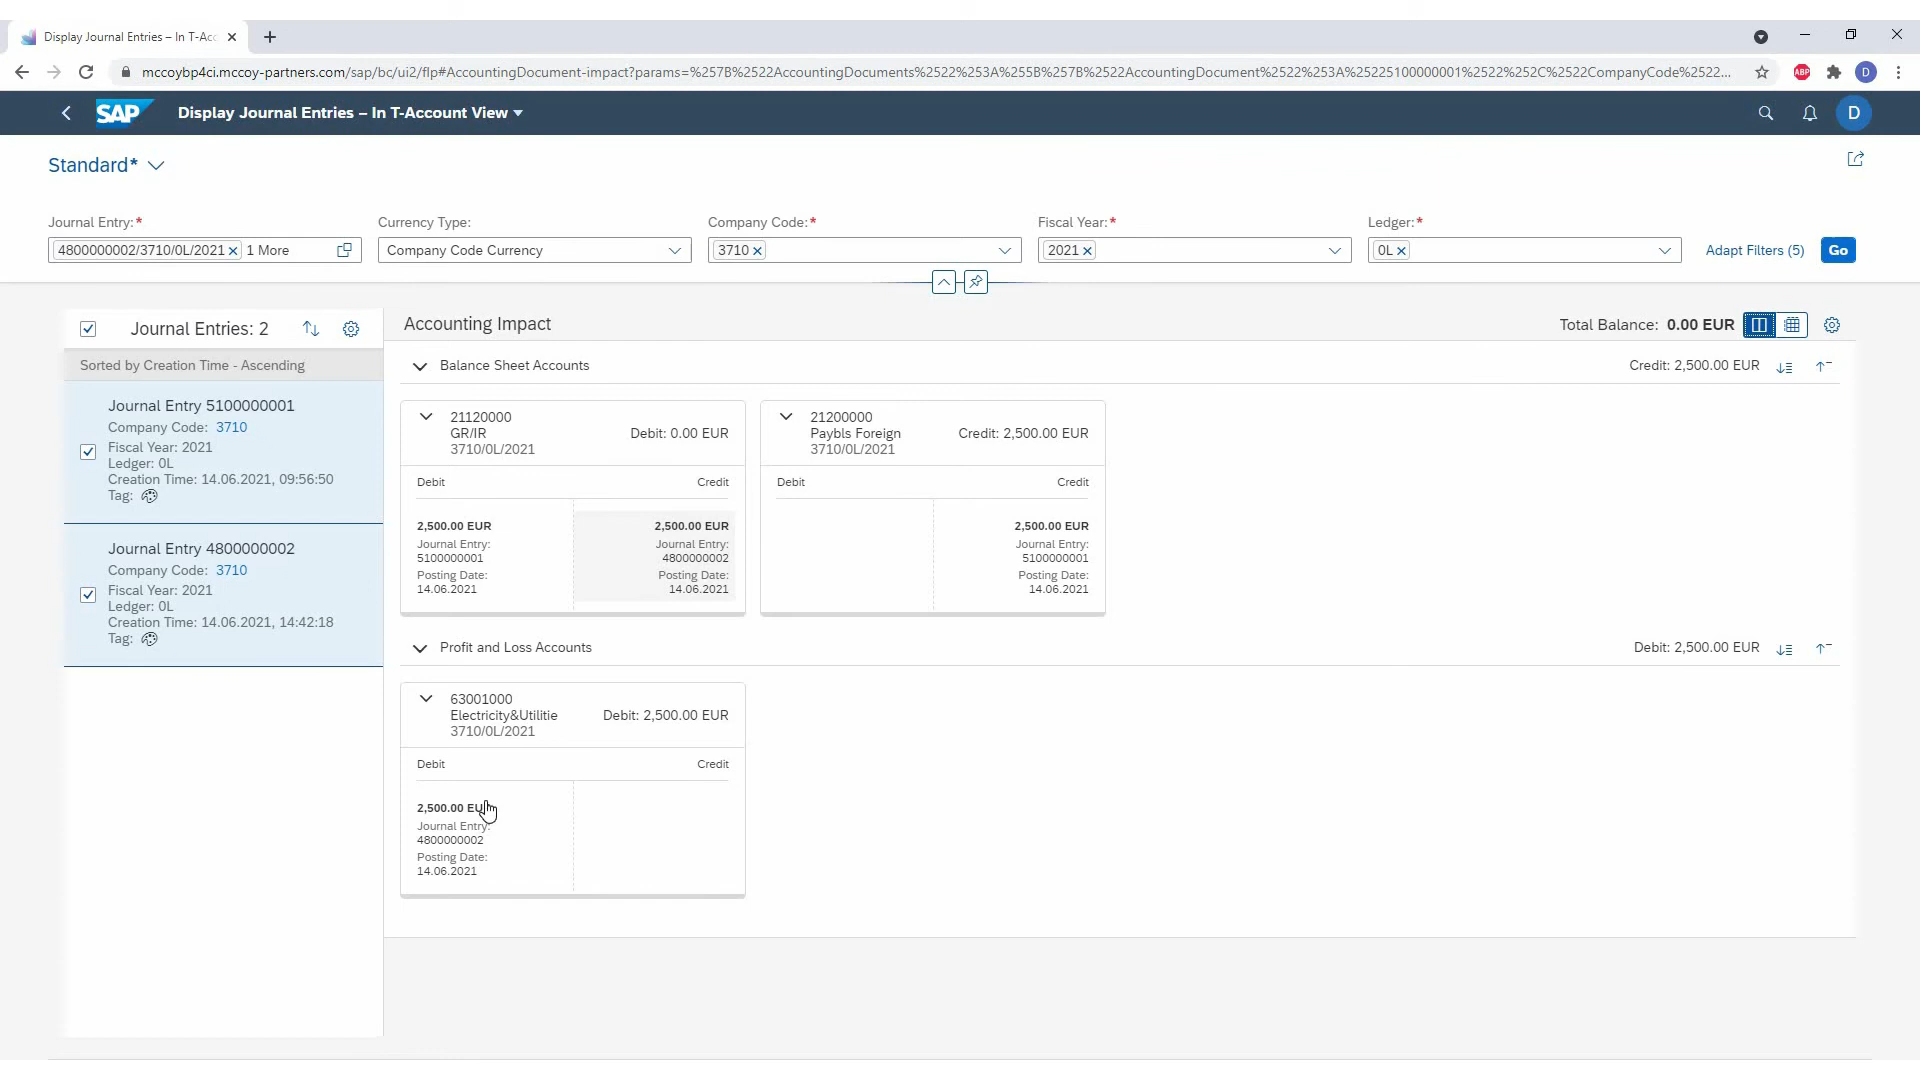 Display Journal Entries – In T-Acc
mccoybp4ci.mccoy-partners.com/sap/bc/ui2/flp#AccountingDocument-impact?params=%257B%2522AccountingDocuments%2522%253A%255B%257B%2522AccountingDocument%2522%253A%25225100000001%2522%252C%2522CompanyCode%2522...
ABP
D
SAP
Display Journal Entries – In T-Account View
D
Standard*
Journal Entry:*
Currency Type:
Company Code:*
Fiscal Year:*
Ledger:*
4800000002/3710/0L/2021 1 More
Company Code Currency
3710
2021
0L
Adapt Filters (5)
Go
Journal Entries: 2
Sorted by Creation Time - Ascending
Journal Entry 5100000001
Company Code: 3710
Fiscal Year: 2021
Ledger: 0L
Creation Time: 14.06.2021, 09:56:50
Tag:
Journal Entry 4800000002
Company Code: 3710
Fiscal Year: 2021
Ledger: 0L
Creation Time: 14.06.2021, 14:42:18
Tag:
Accounting Impact
Total Balance: 0.00 EUR
Balance Sheet Accounts
Credit: 2,500.00 EUR
21120000
GR/IR
3710/0L/2021
Debit: 0.00 EUR
Debit
Credit
2,500.00 EUR
Journal Entry:
5100000001
Posting Date:
14.06.2021
2,500.00 EUR
Journal Entry:
4800000002
Posting Date:
14.06.2021
21200000
Paybls Foreign
3710/0L/2021
Credit: 2,500.00 EUR
Debit
Credit
2,500.00 EUR
Journal Entry:
5100000001
Posting Date:
14.06.2021
Profit and Loss Accounts
Debit: 2,500.00 EUR
63001000
Electricity&Utilitie
3710/0L/2021
Debit: 2,500.00 EUR
Debit
Credit
2,500.00 EUR
Journal Entry:
4800000002
Posting Date:
14.06.2021